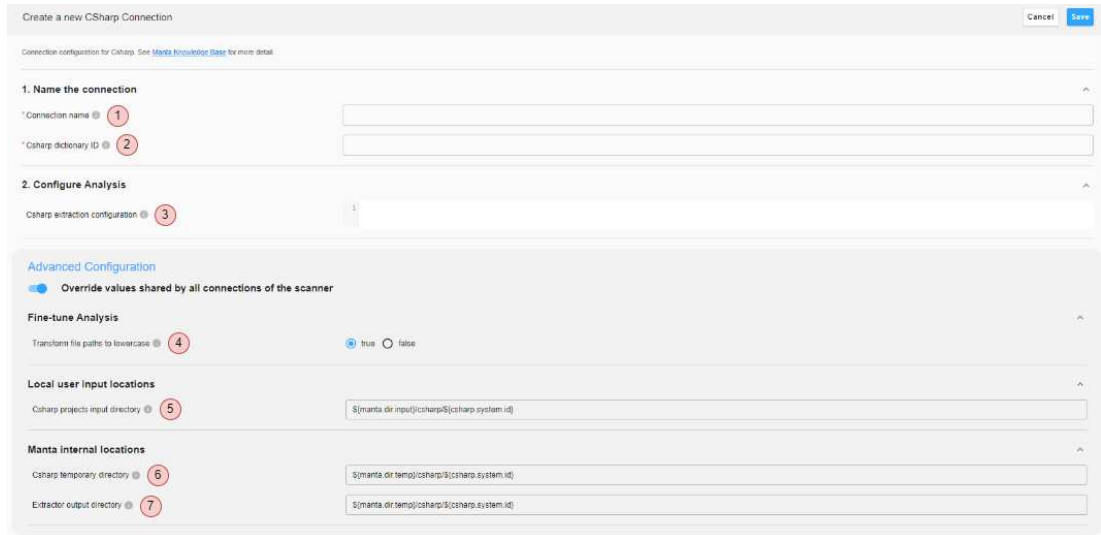 Create a new CSharp Connection
Cancel Save
Connection configuration for Csharp. See Manta Knowledge Base for more detail.
1. Name the connection
* Connection name 1
* Csharp dictionary ID 2
2. Configure Analysis
Csharp extraction configuration 3
1
Advanced Configuration
Override values shared by all connections of the scanner
Fine-tune Analysis
Transform file paths to lowercase 4 true false
Local user input locations
Csharp projects input directory 5 ${manta.dir.input}/csharp/${csharp.system.id}
Manta internal locations
Csharp temporary directory 6 ${manta.dir.temp}/csharp/${csharp.system.id}
Extractor output directory 7 ${manta.dir.temp}/csharp/${csharp.system.id}